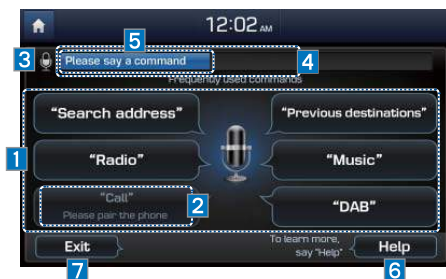 12:02 AM
5
3
Please say a command
4
Frequently used commands
"Search address"
"Previous destinations"
1
"Radio"
"Music"
"Call"
Please pair the phone
2
"DAB"
Exit
To learn more,
say "Help"
Help
7
6